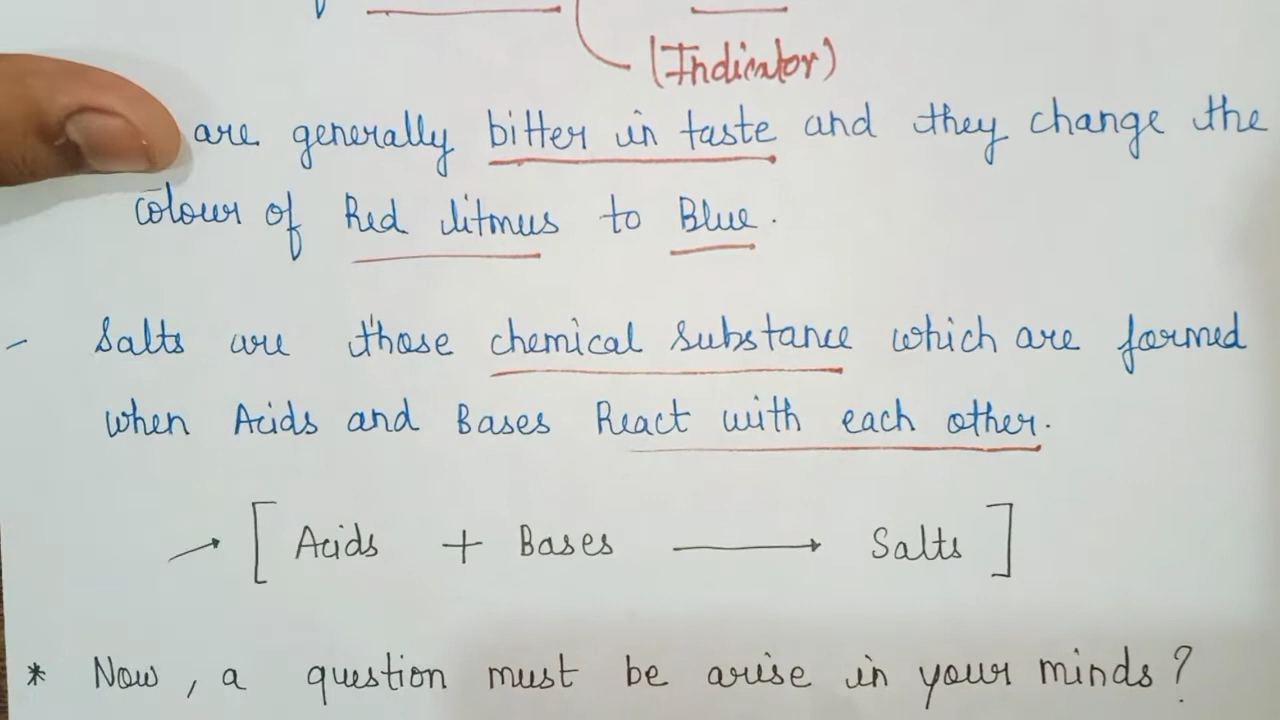 (Indicator)
are generally bitter in taste and they change the
colour of Red litmus to Blue.
- Salts are those chemical substance which are formed
when Acids and Bases React with each other.
→ [ Acids + Bases ⟶ Salts ]
* Now, a question must be arise in your minds?